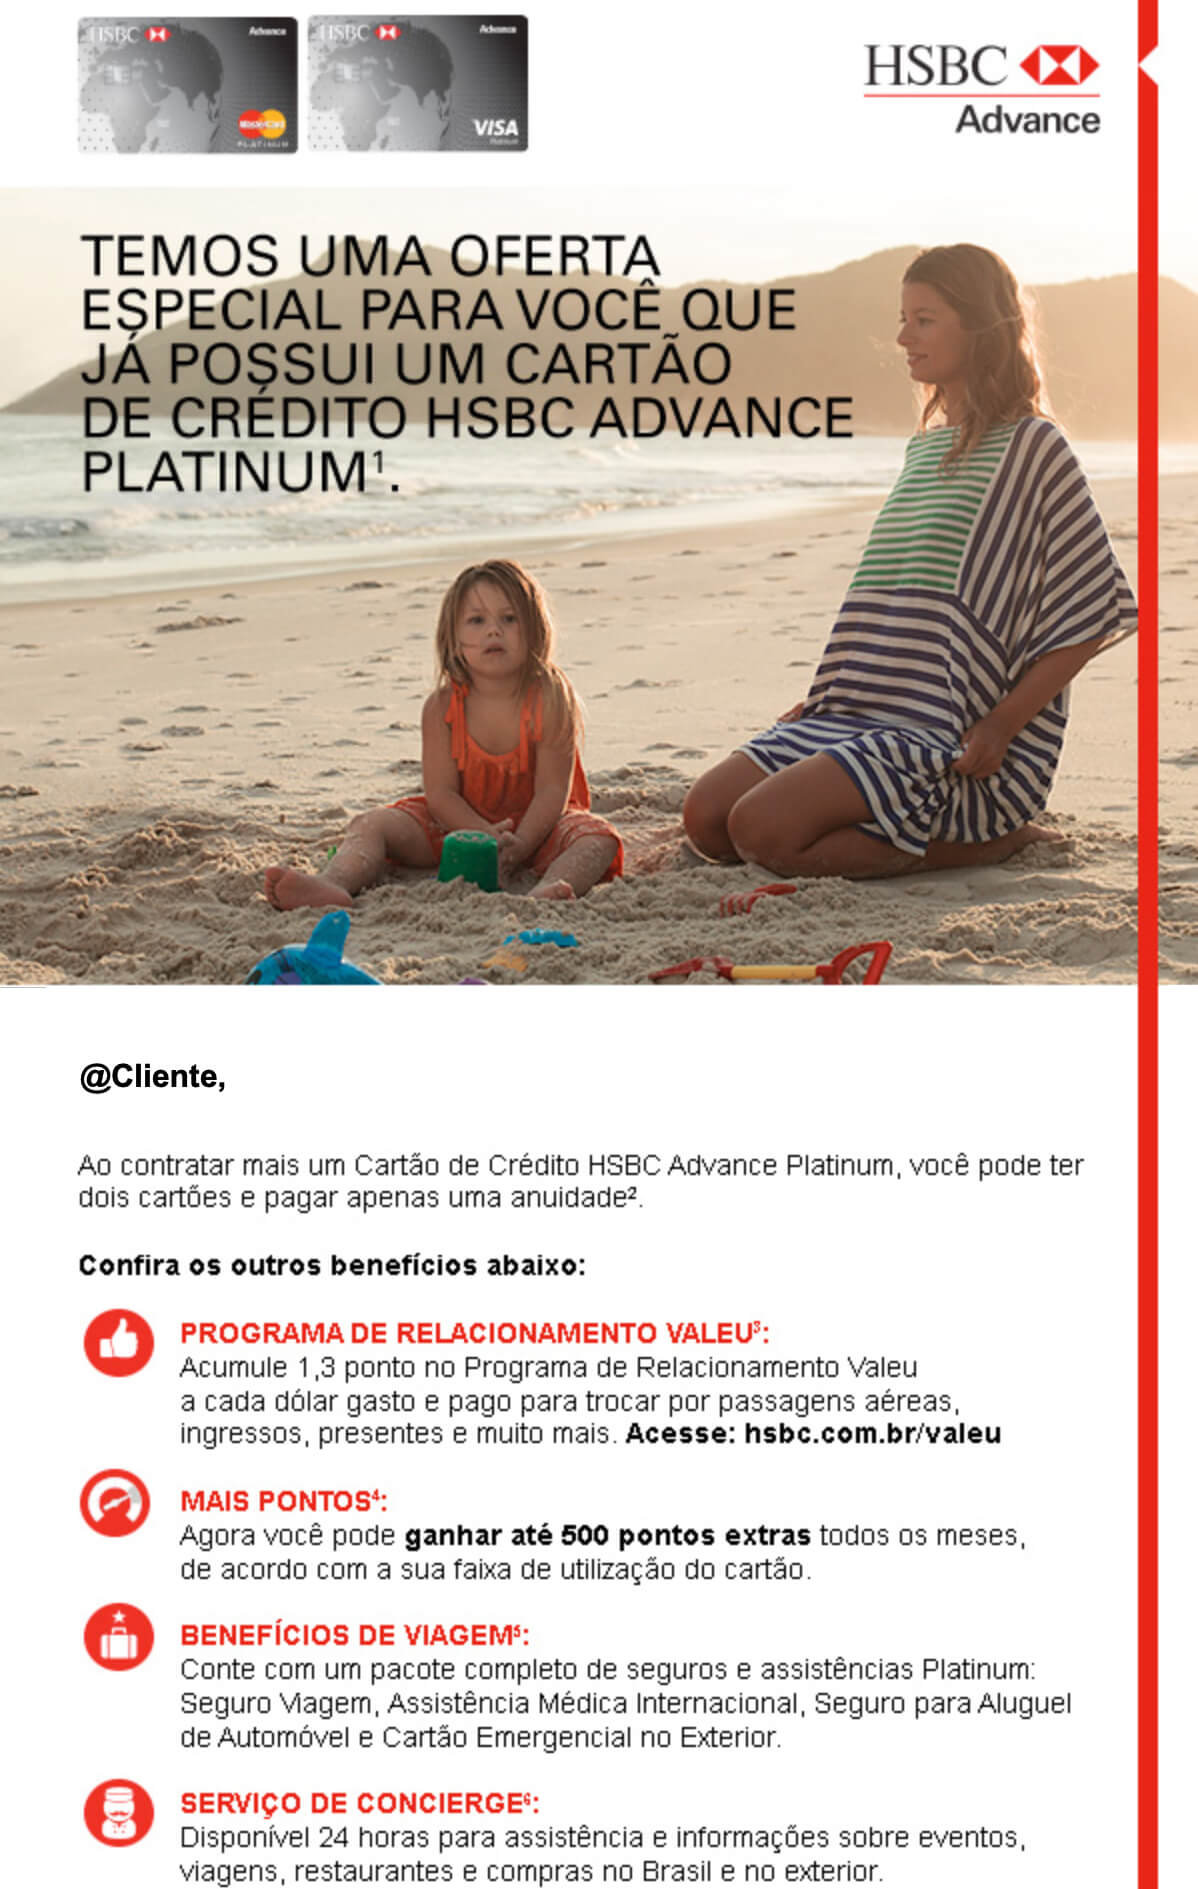 HSBC Advance
MasterCard
PLATINUM
HSBC Advance
VISA
Platinum
HSBC
Advance
TEMOS UMA OFERTA
ESPECIAL PARA VOCÊ QUE
JÁ POSSUI UM CARTÃO
DE CRÉDITO HSBC ADVANCE
PLATINUM¹.
@Cliente,
Ao contratar mais um Cartão de Crédito HSBC Advance Platinum, você pode ter
dois cartões e pagar apenas uma anuidade².
Confira os outros benefícios abaixo:
PROGRAMA DE RELACIONAMENTO VALEU³:
Acumule 1,3 ponto no Programa de Relacionamento Valeu
a cada dólar gasto e pago para trocar por passagens aéreas,
ingressos, presentes e muito mais. Acesse: hsbc.com.br/valeu
MAIS PONTOS⁴:
Agora você pode ganhar até 500 pontos extras todos os meses,
de acordo com a sua faixa de utilização do cartão.
BENEFÍCIOS DE VIAGEM⁵:
Conte com um pacote completo de seguros e assistências Platinum:
Seguro Viagem, Assistência Médica Internacional, Seguro para Aluguel
de Automóvel e Cartão Emergencial no Exterior.
SERVIÇO DE CONCIERGE⁶:
Disponível 24 horas para assistência e informações sobre eventos,
viagens, restaurantes e compras no Brasil e no exterior.